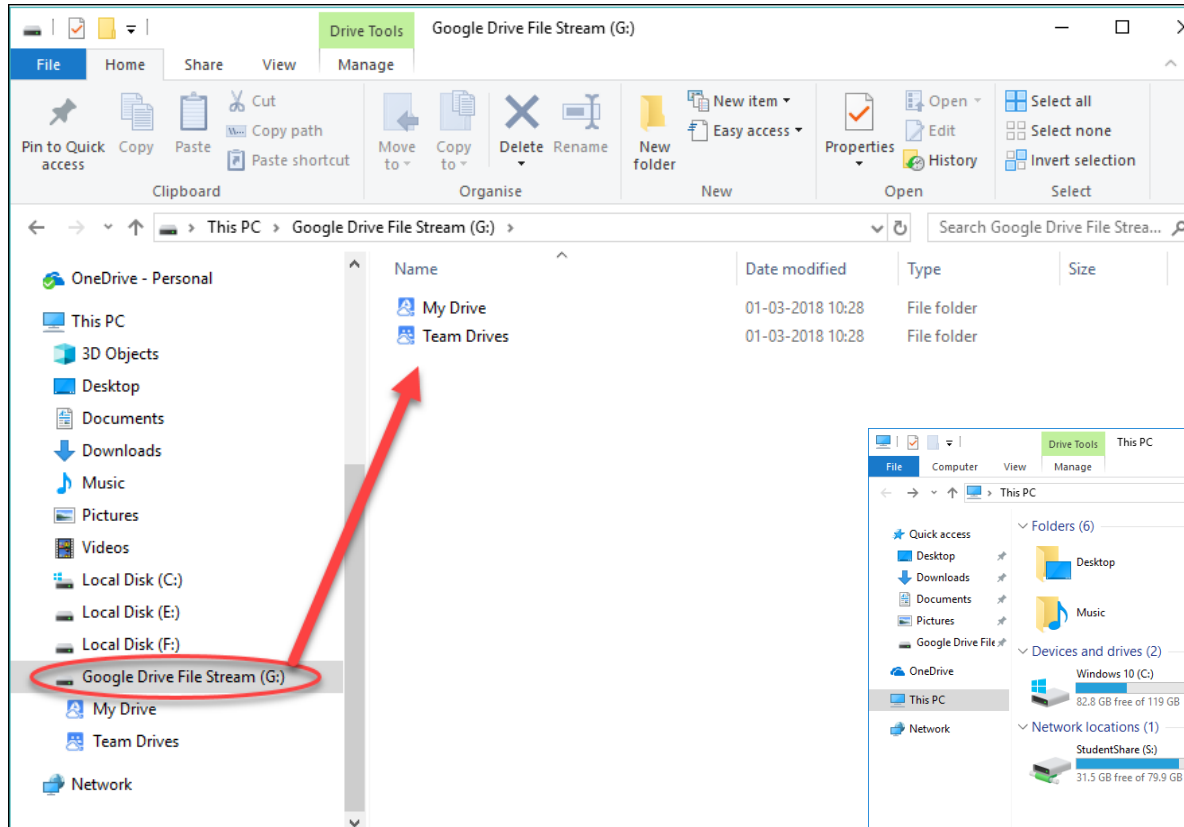 Drive Tools Google Drive File Stream (G:)
File Home Share View Manage
Pin to Quick access
Copy
Paste
Cut
Copy path
Paste shortcut
Clipboard
Move to
Copy to
Delete
Rename
Organise
New folder
New item
Easy access
New
Properties
Open
Edit
History
Open
Select all
Select none
Invert selection
Select
This PC Google Drive File Stream (G:)
Search Google Drive File Strea...
OneDrive - Personal
This PC
3D Objects
Desktop
Documents
Downloads
Music
Pictures
Videos
Local Disk (C:)
Local Disk (E:)
Local Disk (F:)
Google Drive File Stream (G:)
My Drive
Team Drives
Network
Name Date modified Type Size
My Drive 01-03-2018 10:28 File folder
Team Drives 01-03-2018 10:28 File folder
Drive Tools This PC
File Computer View Manage
This PC
Quick access
Desktop
Downloads
Documents
Pictures
Google Drive File
OneDrive
This PC
Network
Folders (6)
Desktop
Music
Devices and drives (2)
Windows 10 (C:)
82.8 GB free of 119 GB
Network locations (1)
StudentShare (S:)
31.5 GB free of 79.9 GB